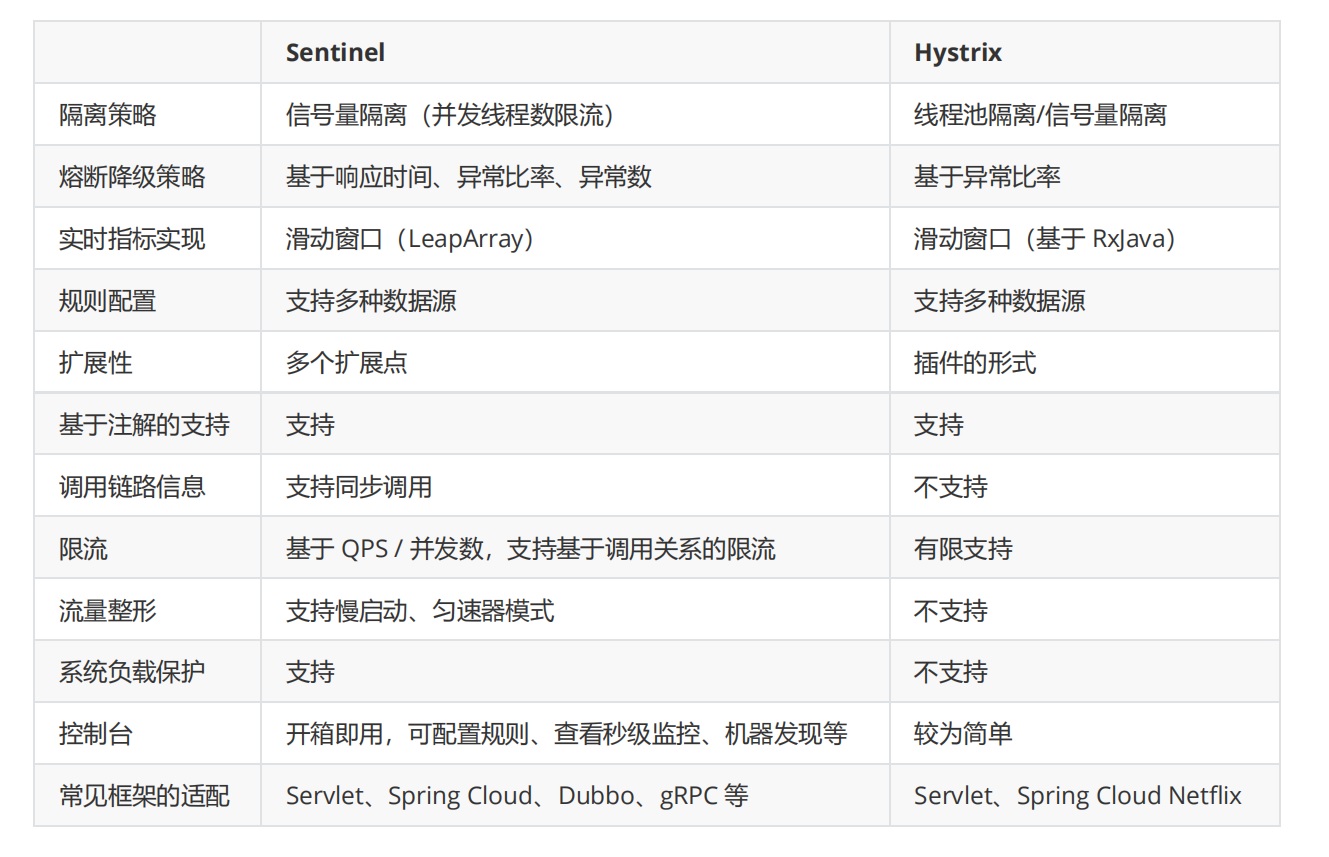 Sentinel Hystrix
隔离策略 信号量隔离（并发线程数限流） 线程池隔离/信号量隔离
熔断降级策略 基于响应时间、异常比率、异常数 基于异常比率
实时指标实现 滑动窗口（LeapArray） 滑动窗口（基于 RxJava）
规则配置 支持多种数据源 支持多种数据源
扩展性 多个扩展点 插件的形式
基于注解的支持 支持 支持
调用链路信息 支持同步调用 不支持
限流 基于 QPS / 并发数，支持基于调用关系的限流 有限支持
流量整形 支持慢启动、匀速器模式 不支持
系统负载保护 支持 不支持
控制台 开箱即用，可配置规则、查看秒级监控、机器发现等 较为简单
常见框架的适配 Servlet、Spring Cloud、Dubbo、gRPC 等 Servlet、Spring Cloud Netflix